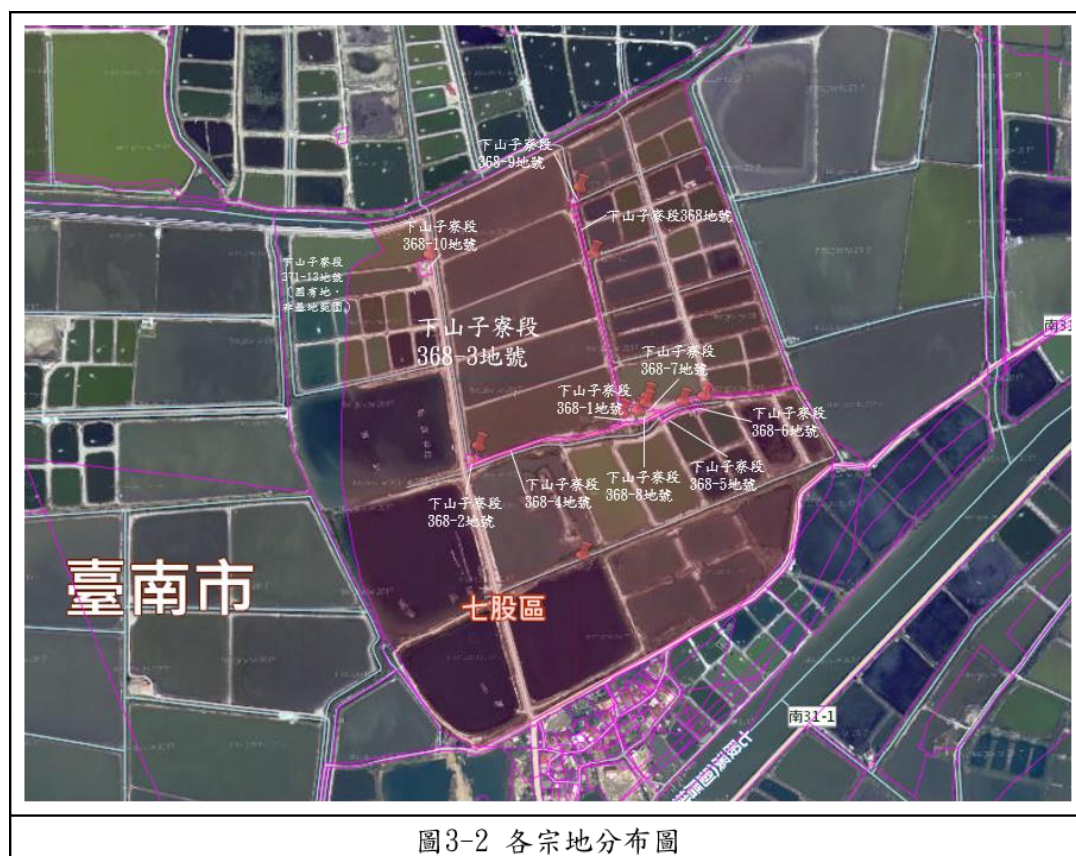 下山子寮段
368-9地號
下山子寮段368地號
下山子寮段
368-10地號
下山子寮段
371-13地號
(國有地,
非基地範圍)
下山子寮段
368-3地號
下山子寮段
368-7地號
下山子寮段
368-1地號
下山子寮段
368-6地號
下山子寮段
368-5地號
下山子寮段
368-8地號
下山子寮段
368-4地號
下山子寮段
368-2地號
南31
臺南市
七股區
南31-1
圖3-2 各宗地分布圖